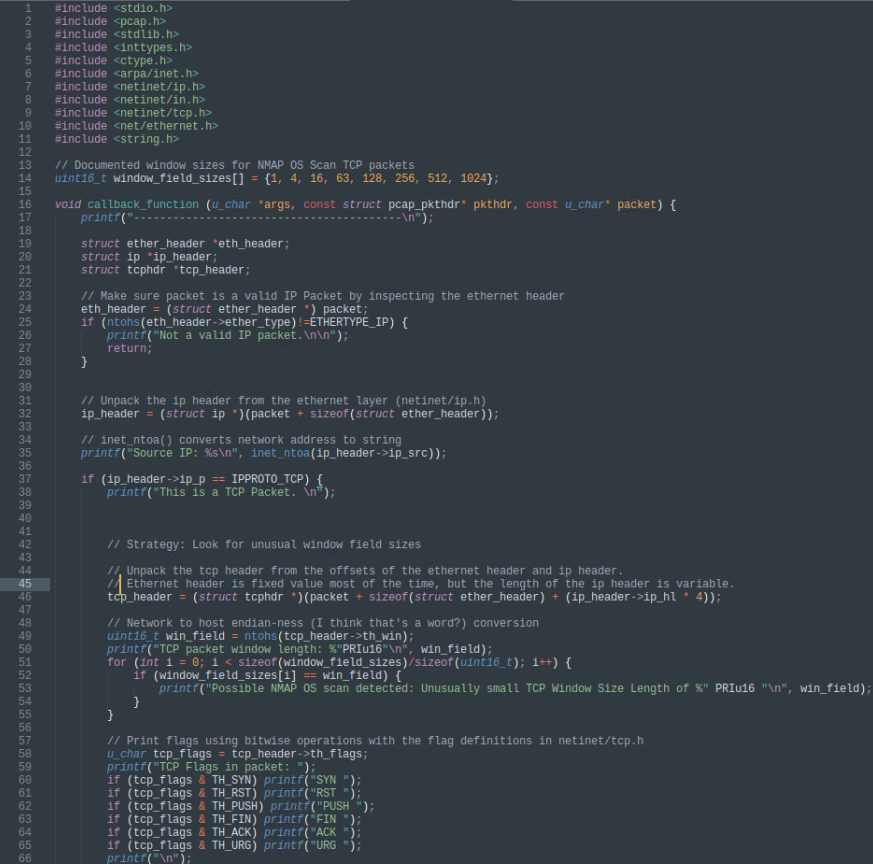 1 #include <stdio.h>
2 #include <pcap.h>
3 #include <stdlib.h>
4 #include <inttypes.h>
5 #include <ctype.h>
6 #include <arpa/inet.h>
7 #include <netinet/ip.h>
8 #include <netinet/in.h>
9 #include <netinet/tcp.h>
10 #include <net/ethernet.h>
11 #include <string.h>
12
13 // Documented window sizes for NMAP OS Scan TCP packets
14 uint16_t window_field_sizes[] = {1, 4, 16, 63, 128, 256, 512, 1024};
15
16 void callback_function (u_char *args, const struct pcap_pkthdr* pkthdr, const u_char* packet) {
17     printf("-----------------------------------------\n");
18
19     struct ether_header *eth_header;
20     struct ip *ip_header;
21     struct tcphdr *tcp_header;
22
23     // Make sure packet is a valid IP Packet by inspecting the ethernet header
24     eth_header = (struct ether_header *) packet;
25     if (ntohs(eth_header->ether_type)!=ETHERTYPE_IP) {
26         printf("Not a valid IP packet.\n\n");
27         return;
28     }
29
30
31     // Unpack the ip header from the ethernet layer (netinet/ip.h)
32     ip_header = (struct ip *)(packet + sizeof(struct ether_header));
33
34     // inet_ntoa() converts network address to string
35     printf("Source IP: %s\n", inet_ntoa(ip_header->ip_src));
36
37     if (ip_header->ip_p == IPPROTO_TCP) {
38         printf("This is a TCP Packet. \n");
39
40
41
42         // Strategy: Look for unusual window field sizes
43
44         // Unpack the tcp header from the offsets of the ethernet header and ip header.
45         // Ethernet header is fixed value most of the time, but the length of the ip header is variable.
46         tcp_header = (struct tcphdr *)(packet + sizeof(struct ether_header) + (ip_header->ip_hl * 4));
47
48         // Network to host endian-ness (I think that's a word?) conversion
49         uint16_t win_field = ntohs(tcp_header->th_win);
50         printf("TCP packet window length: %"PRIu16"\n", win_field);
51         for (int i = 0; i < sizeof(window_field_sizes)/sizeof(uint16_t); i++) {
52             if (window_field_sizes[i] == win_field) {
53                 printf("Possible NMAP OS scan detected: Unusually small TCP Window Size Length of %" PRIu16 "\n", win_field);
54             }
55         }
56
57         // Print flags using bitwise operations with the flag definitions in netinet/tcp.h
58         u_char tcp_flags = tcp_header->th_flags;
59         printf("TCP Flags in packet: ");
60         if (tcp_flags & TH_SYN) printf("SYN ");
61         if (tcp_flags & TH_RST) printf("RST ");
62         if (tcp_flags & TH_PUSH) printf("PUSH ");
63         if (tcp_flags & TH_FIN) printf("FIN ");
64         if (tcp_flags & TH_ACK) printf("ACK ");
65         if (tcp_flags & TH_URG) printf("URG ");
66         printf("\n");